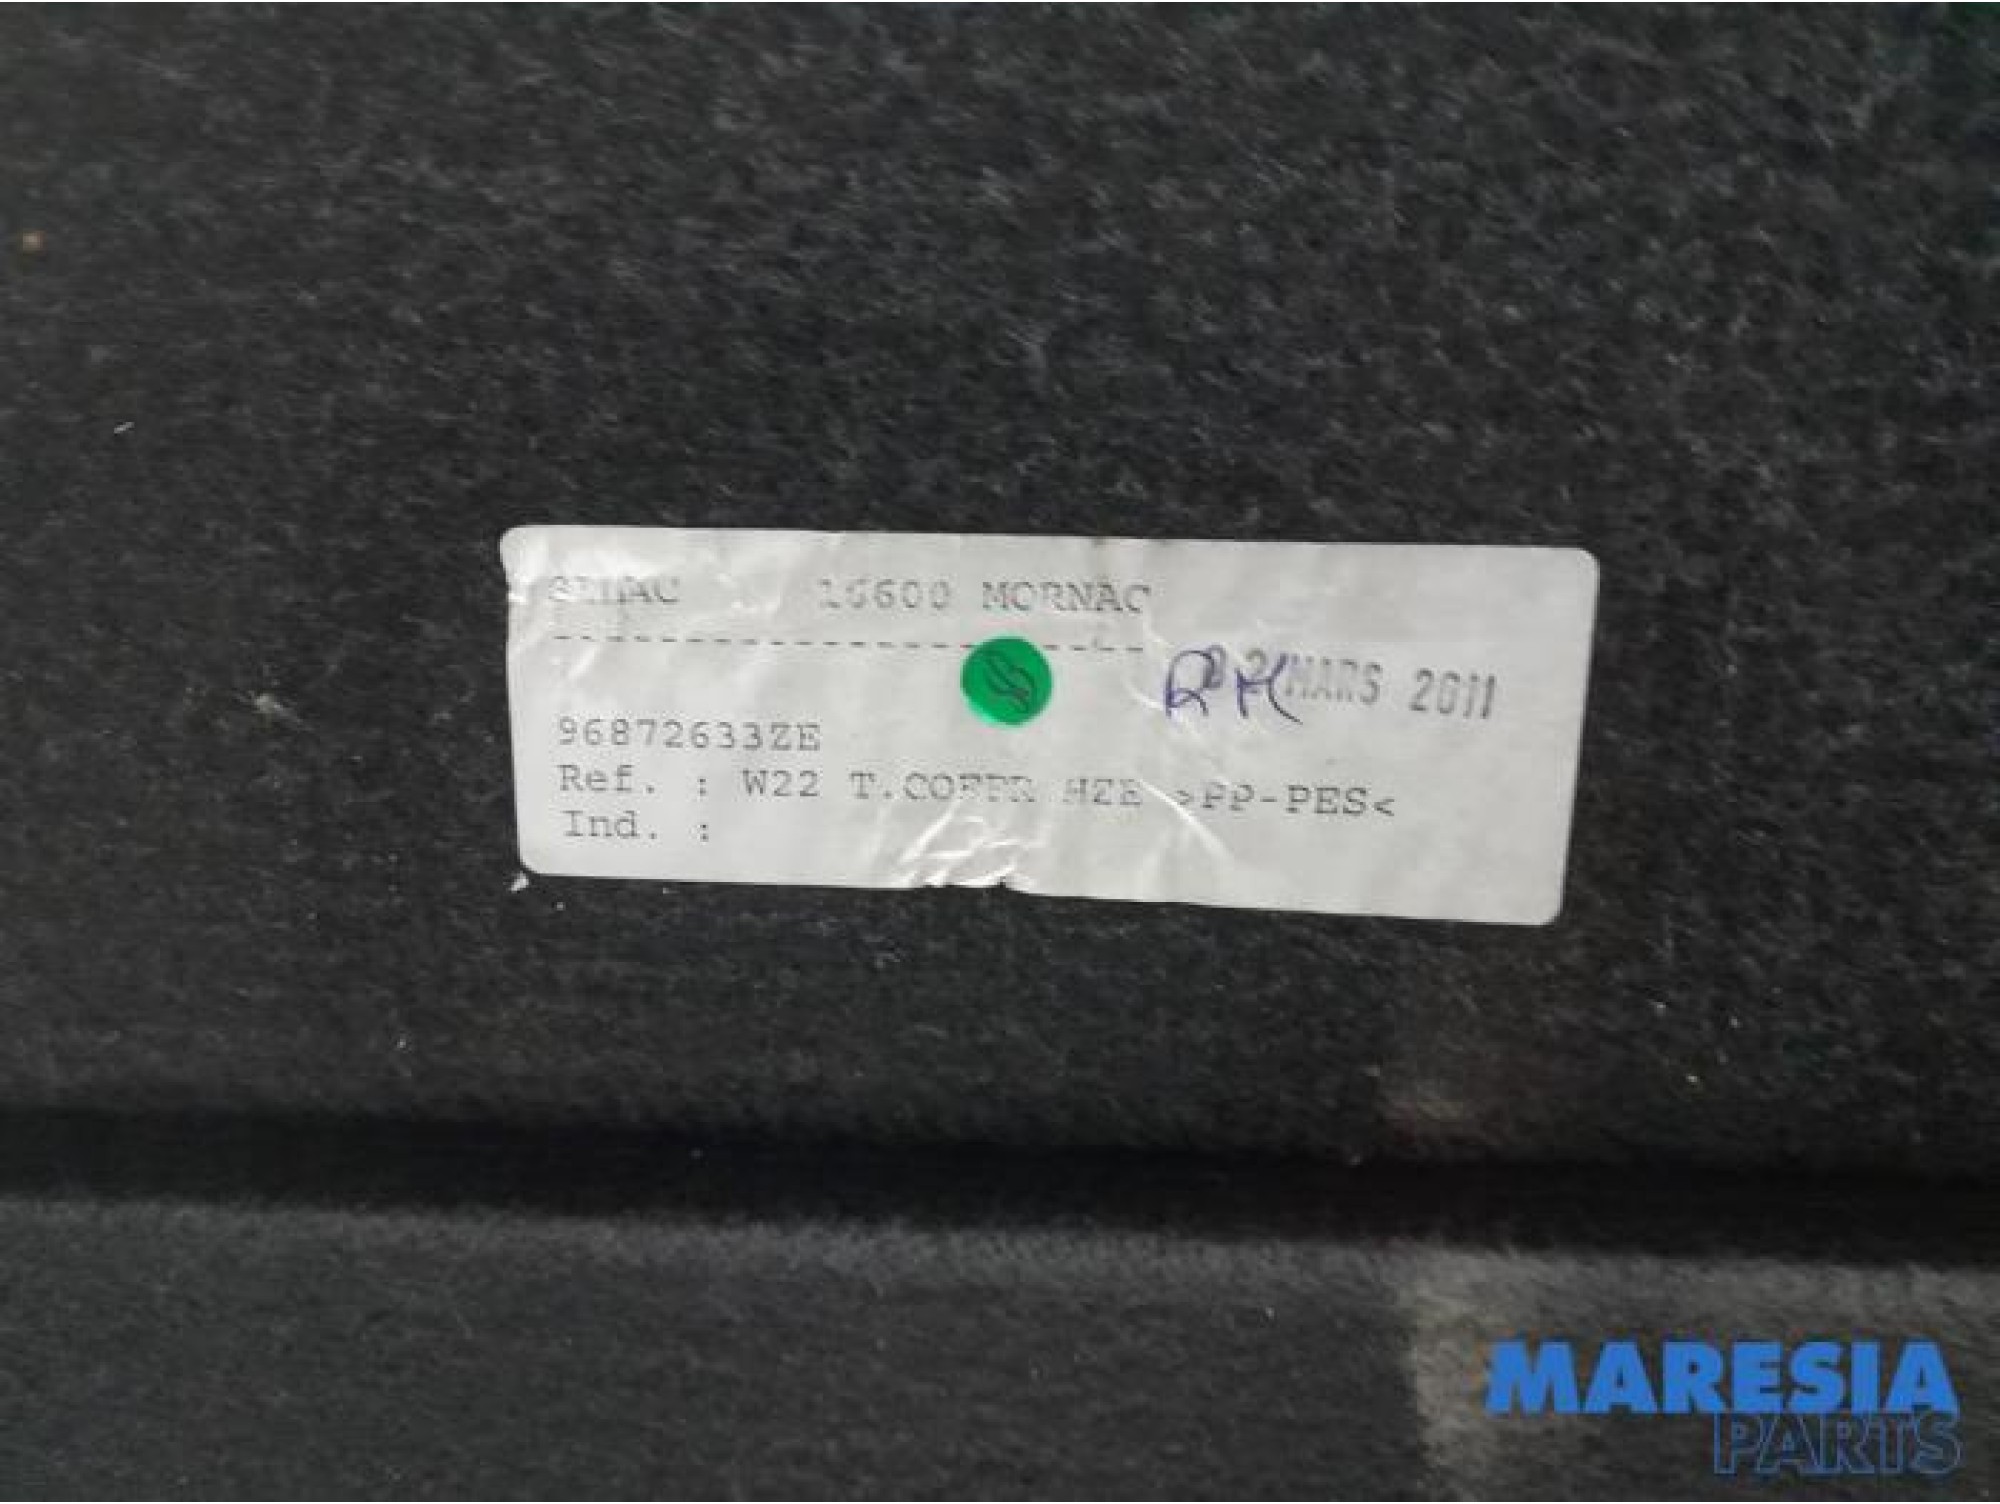 16600 MORNAC
MARS 2011
96872633ZE
Ref. : W22 T.COFFR HZE >PP-PES<
Ind. :
MARESIA
PARTS